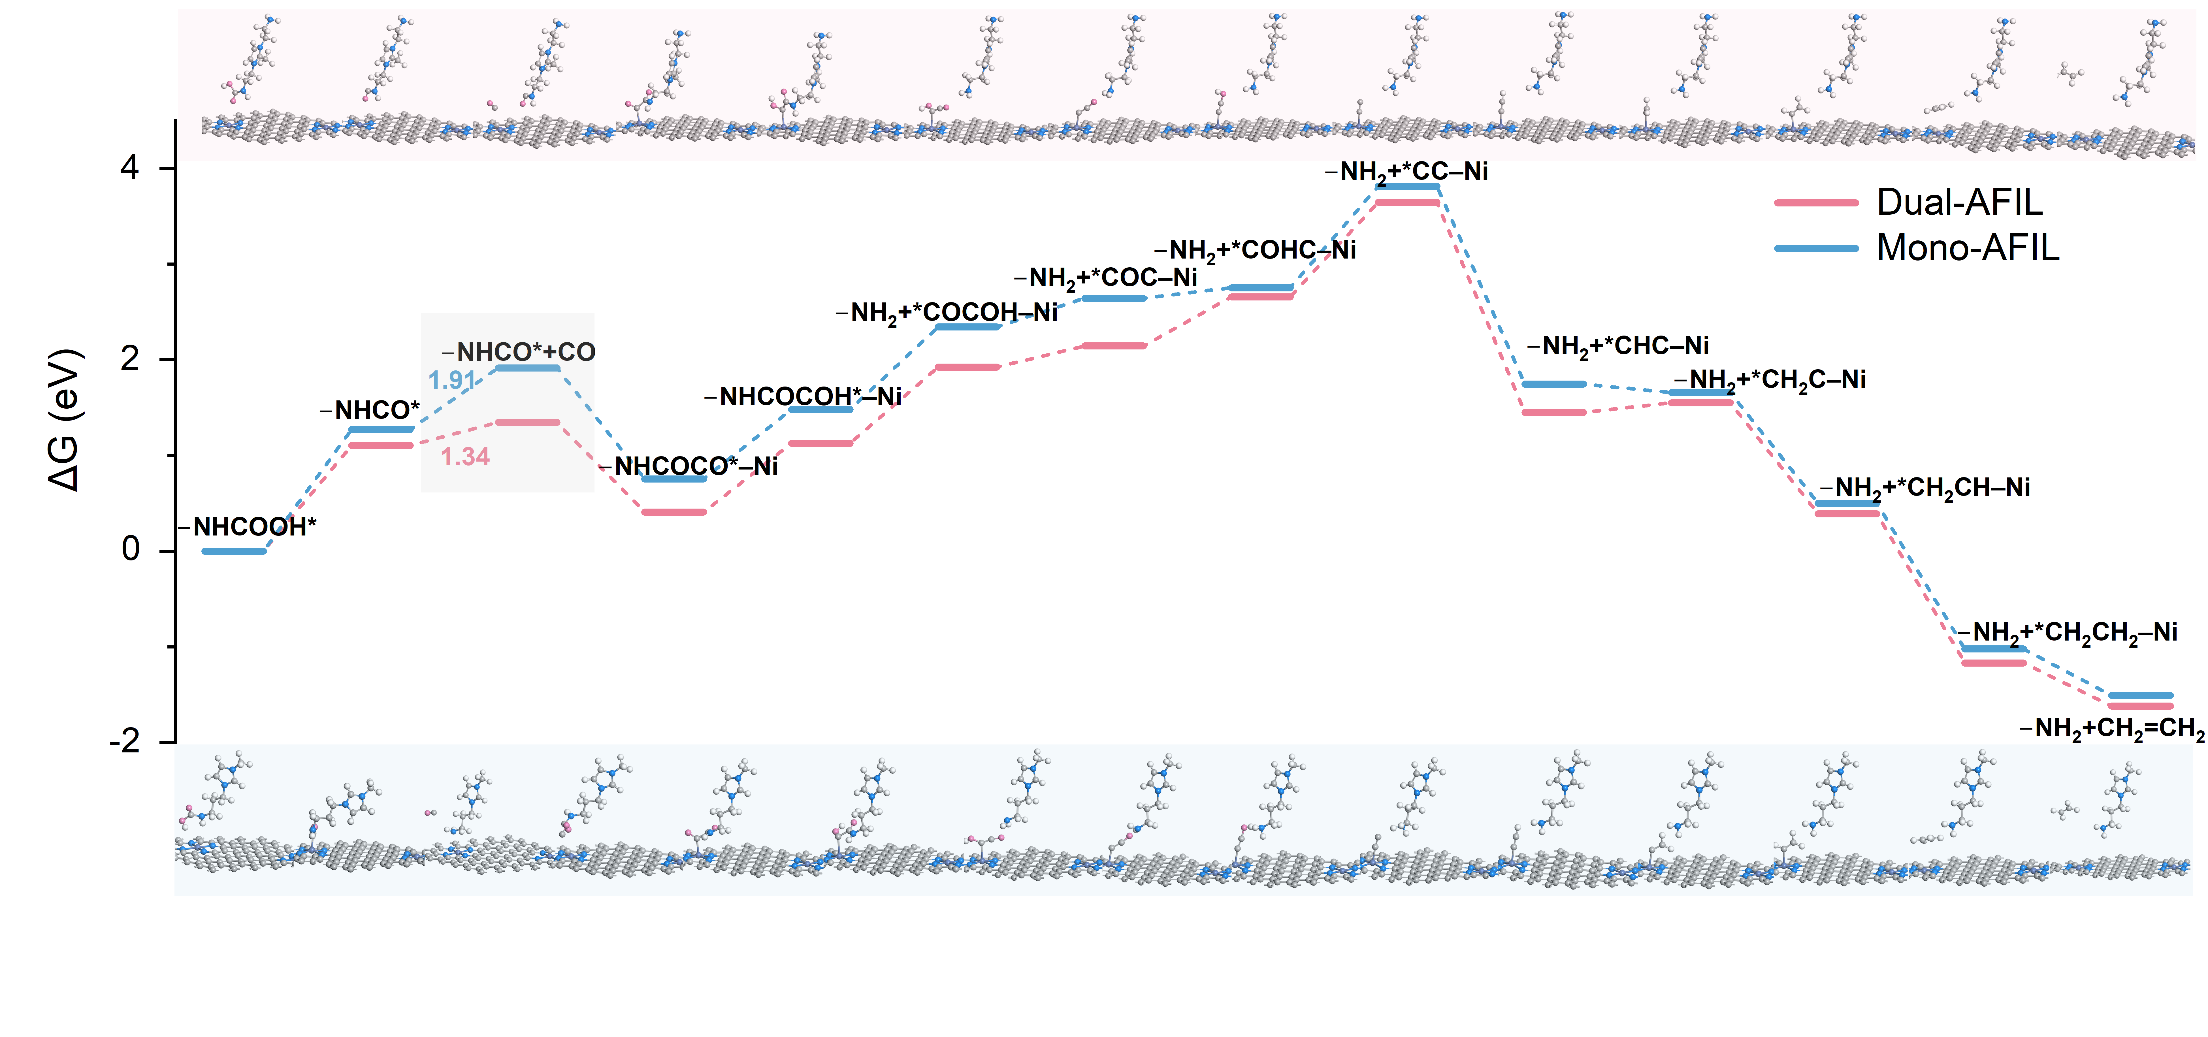 4
2
0
-2
ΔG (eV)
Dual-AFIL
Mono-AFIL
–NHCOOH*
–NHCO*
–NHCO*+CO
1.91
1.34
–NHCOCO*–Ni
–NHCOCOH*–Ni
–NH₂+*COCOH–Ni
–NH₂+*COC–Ni
–NH₂+*COHC–Ni
–NH₂+*CC–Ni
–NH₂+*CHC–Ni
–NH₂+*CH₂C–Ni
–NH₂+*CH₂CH–Ni
–NH₂+*CH₂CH₂–Ni
–NH₂+CH₂=CH₂